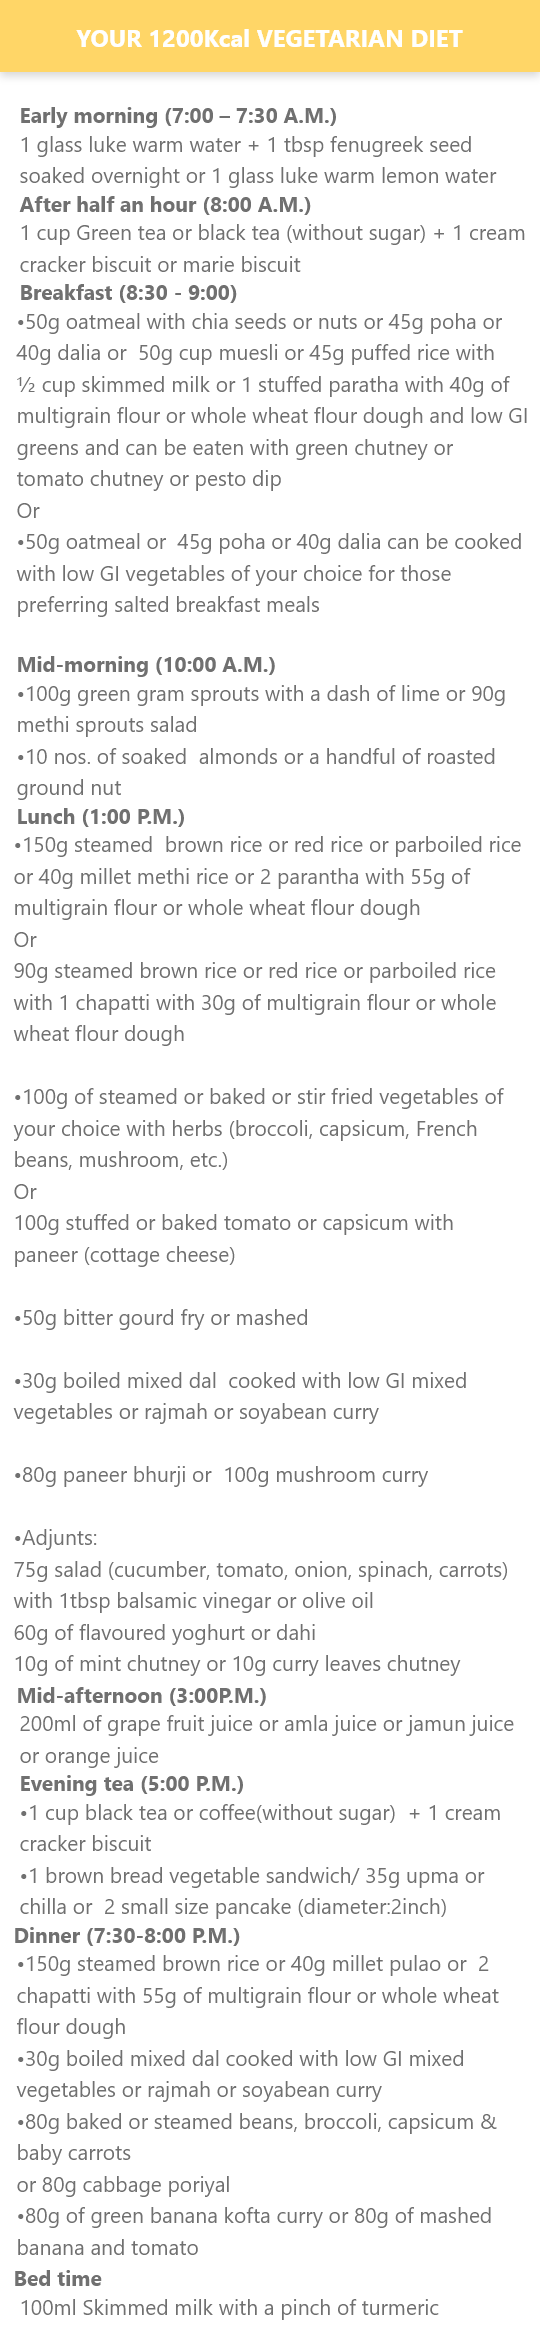 YOUR 1200Kcal VEGETARIAN DIET
Early morning (7:00 – 7:30 A.M.)
1 glass luke warm water + 1 tbsp fenugreek seed
soaked overnight or 1 glass luke warm lemon water
After half an hour (8:00 A.M.)
1 cup Green tea or black tea (without sugar) + 1 cream
cracker biscuit or marie biscuit
Breakfast (8:30 - 9:00)
•50g oatmeal with chia seeds or nuts or 45g poha or
40g dalia or 50g cup muesli or 45g puffed rice with
½ cup skimmed milk or 1 stuffed paratha with 40g of
multigrain flour or whole wheat flour dough and low GI
greens and can be eaten with green chutney or
tomato chutney or pesto dip
Or
•50g oatmeal or 45g poha or 40g dalia can be cooked
with low GI vegetables of your choice for those
preferring salted breakfast meals
Mid-morning (10:00 A.M.)
•100g green gram sprouts with a dash of lime or 90g
methi sprouts salad
•10 nos. of soaked almonds or a handful of roasted
ground nut
Lunch (1:00 P.M.)
•150g steamed brown rice or red rice or parboiled rice
or 40g millet methi rice or 2 parantha with 55g of
multigrain flour or whole wheat flour dough
Or
90g steamed brown rice or red rice or parboiled rice
with 1 chapatti with 30g of multigrain flour or whole
wheat flour dough
•100g of steamed or baked or stir fried vegetables of
your choice with herbs (broccoli, capsicum, French
beans, mushroom, etc.)
Or
100g stuffed or baked tomato or capsicum with
paneer (cottage cheese)
•50g bitter gourd fry or mashed
•30g boiled mixed dal cooked with low GI mixed
vegetables or rajmah or soyabean curry
•80g paneer bhurji or 100g mushroom curry
•Adjunts:
75g salad (cucumber, tomato, onion, spinach, carrots)
with 1tbsp balsamic vinegar or olive oil
60g of flavoured yoghurt or dahi
10g of mint chutney or 10g curry leaves chutney
Mid-afternoon (3:00P.M.)
200ml of grape fruit juice or amla juice or jamun juice
or orange juice
Evening tea (5:00 P.M.)
•1 cup black tea or coffee(without sugar) + 1 cream
cracker biscuit
•1 brown bread vegetable sandwich/ 35g upma or
chilla or 2 small size pancake (diameter:2inch)
Dinner (7:30-8:00 P.M.)
•150g steamed brown rice or 40g millet pulao or 2
chapatti with 55g of multigrain flour or whole wheat
flour dough
•30g boiled mixed dal cooked with low GI mixed
vegetables or rajmah or soyabean curry
•80g baked or steamed beans, broccoli, capsicum &
baby carrots
or 80g cabbage poriyal
•80g of green banana kofta curry or 80g of mashed
banana and tomato
Bed time
100ml Skimmed milk with a pinch of turmeric